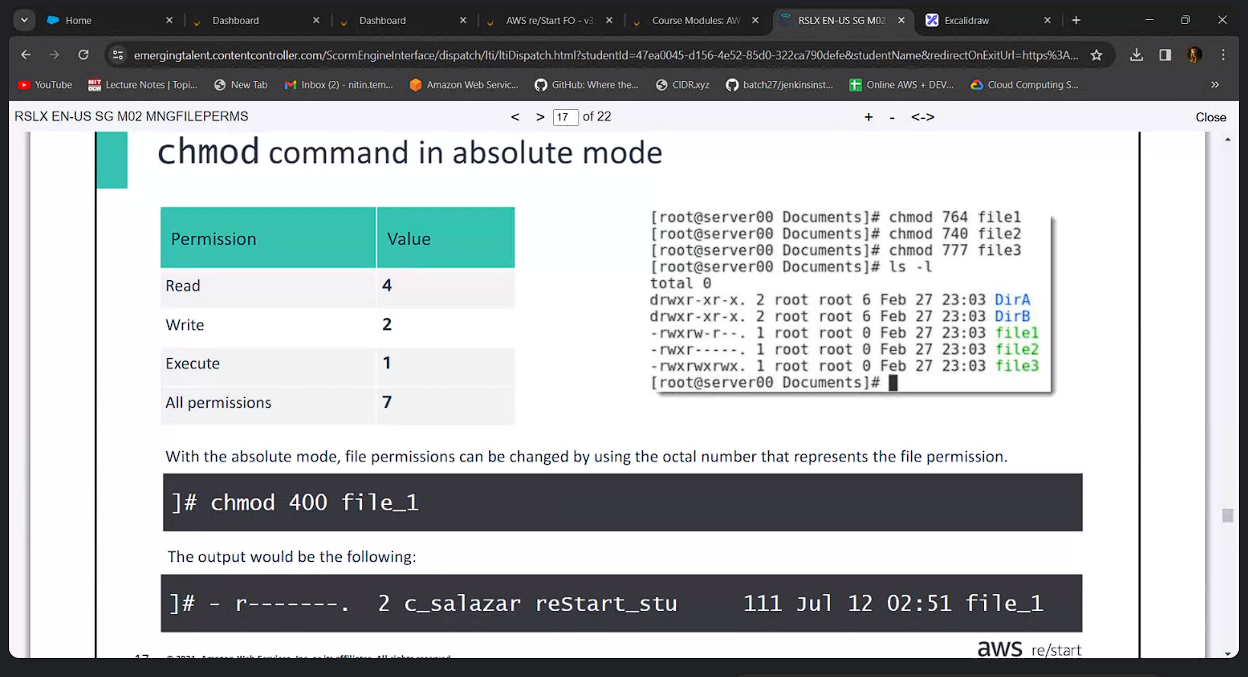 Home
Dashboard
Dashboard
AWS re/Start FO - v3.
Course Modules: AW
RSLX EN-US SG M02
Excalidraw
emergingtalent.contentcontroller.com/ScormEngineInterface/dispatch/lti/ltiDispatch.html?studentId=47ea0045-d156-4e52-85d0-322ca790defe&studentName&redirectOnExitUrl=https%3A...
YouTube
MIT OCW Lecture Notes | Topi...
New Tab
Inbox (2) - nitin.tem...
Amazon Web Servic...
GitHub: Where the...
CIDR.xyz
batch27/jenkinsinst...
Online AWS + DEV...
Cloud Computing S...
»
RSLX EN-US SG M02 MNGFILEPERMS
< > 17 of 22
+ - <->
Close
chmod command in absolute mode
Permission Value
Read 4
Write 2
Execute 1
All permissions 7
[root@server00 Documents]# chmod 764 file1
[root@server00 Documents]# chmod 740 file2
[root@server00 Documents]# chmod 777 file3
[root@server00 Documents]# ls -l
total 0
drwxr-xr-x. 2 root root 6 Feb 27 23:03 DirA
drwxr-xr-x. 2 root root 6 Feb 27 23:03 DirB
-rwxrw-r--. 1 root root 0 Feb 27 23:03 file1
-rwxr-----. 1 root root 0 Feb 27 23:03 file2
-rwxrwxrwx. 1 root root 0 Feb 27 23:03 file3
[root@server00 Documents]#
With the absolute mode, file permissions can be changed by using the octal number that represents the file permission.
]# chmod 400 file_1
The output would be the following:
]# - r-------. 2 c_salazar reStart_stu 111 Jul 12 02:51 file_1
17 © 2021, Amazon Web Services, Inc. or its affiliates. All rights reserved.
aws re/start